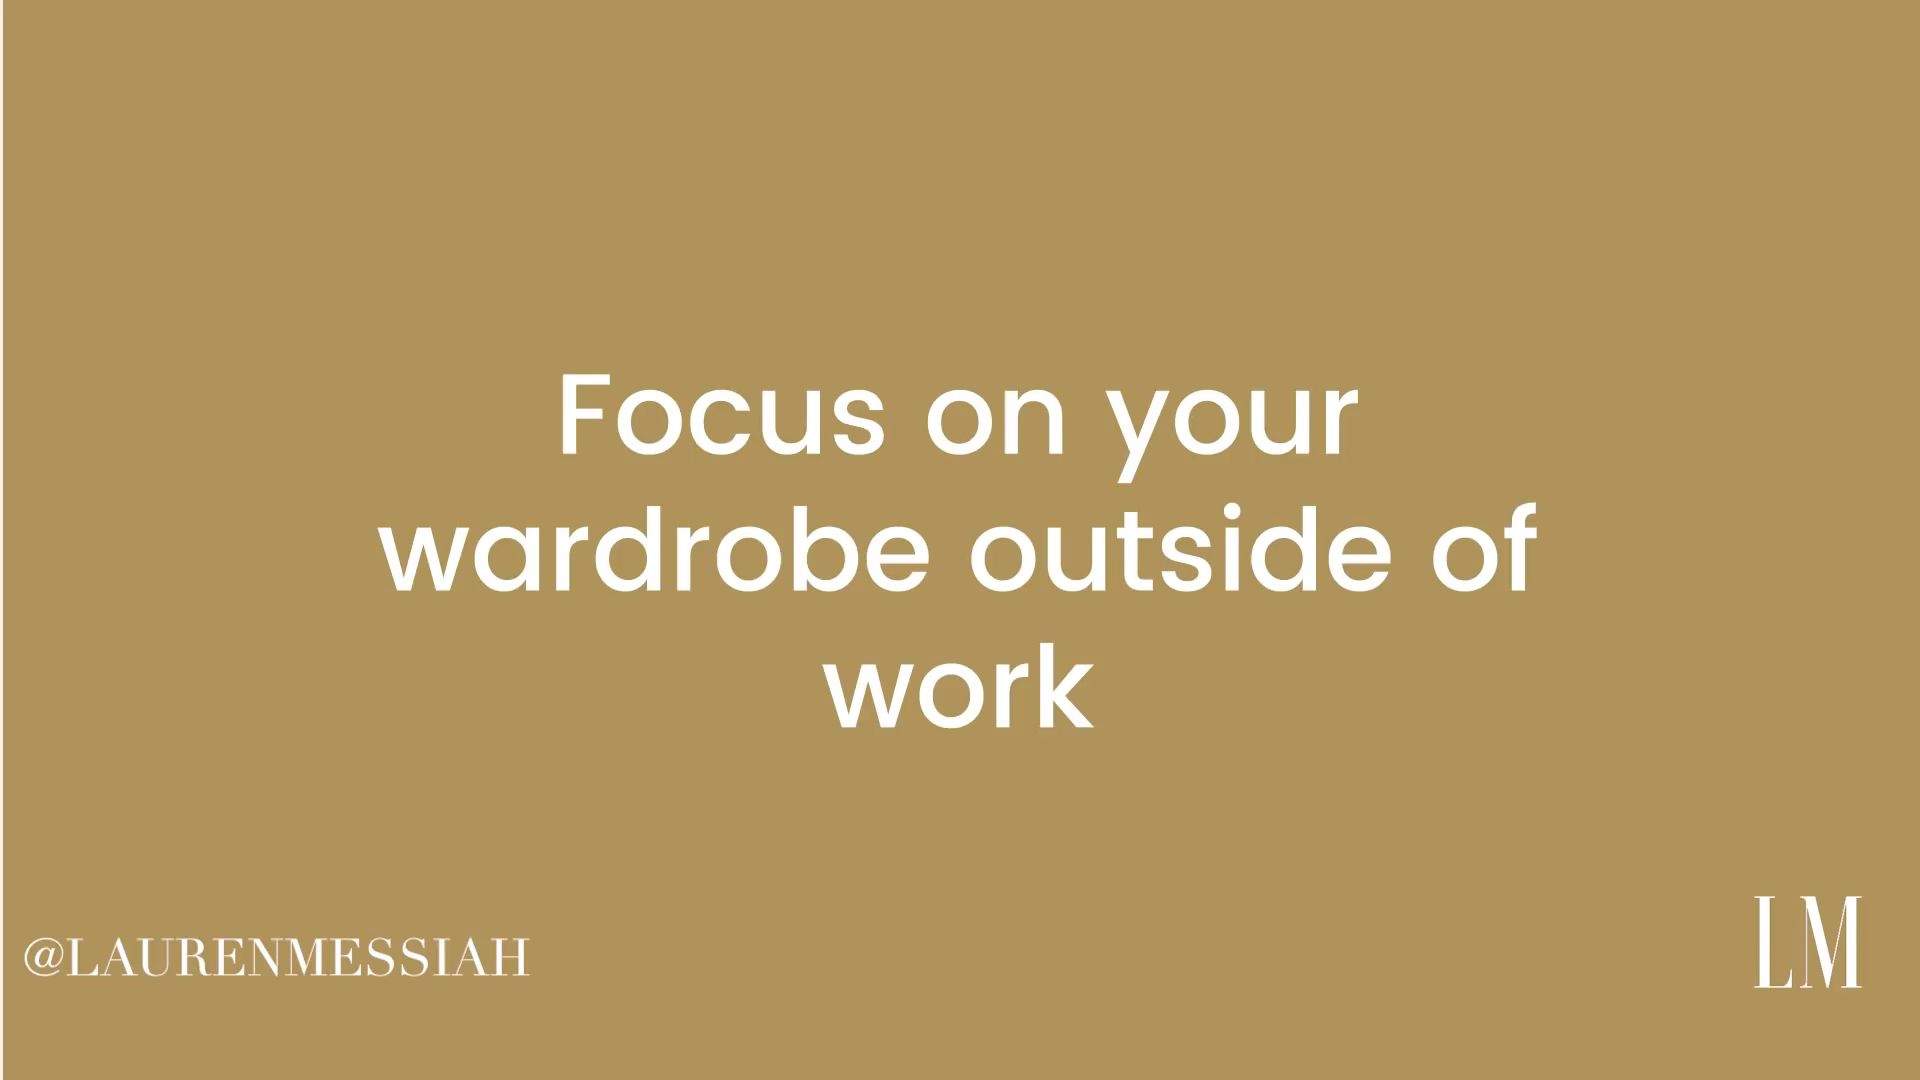 Focus on your
wardrobe outside of
work
@LAURENMESSIAH
LM